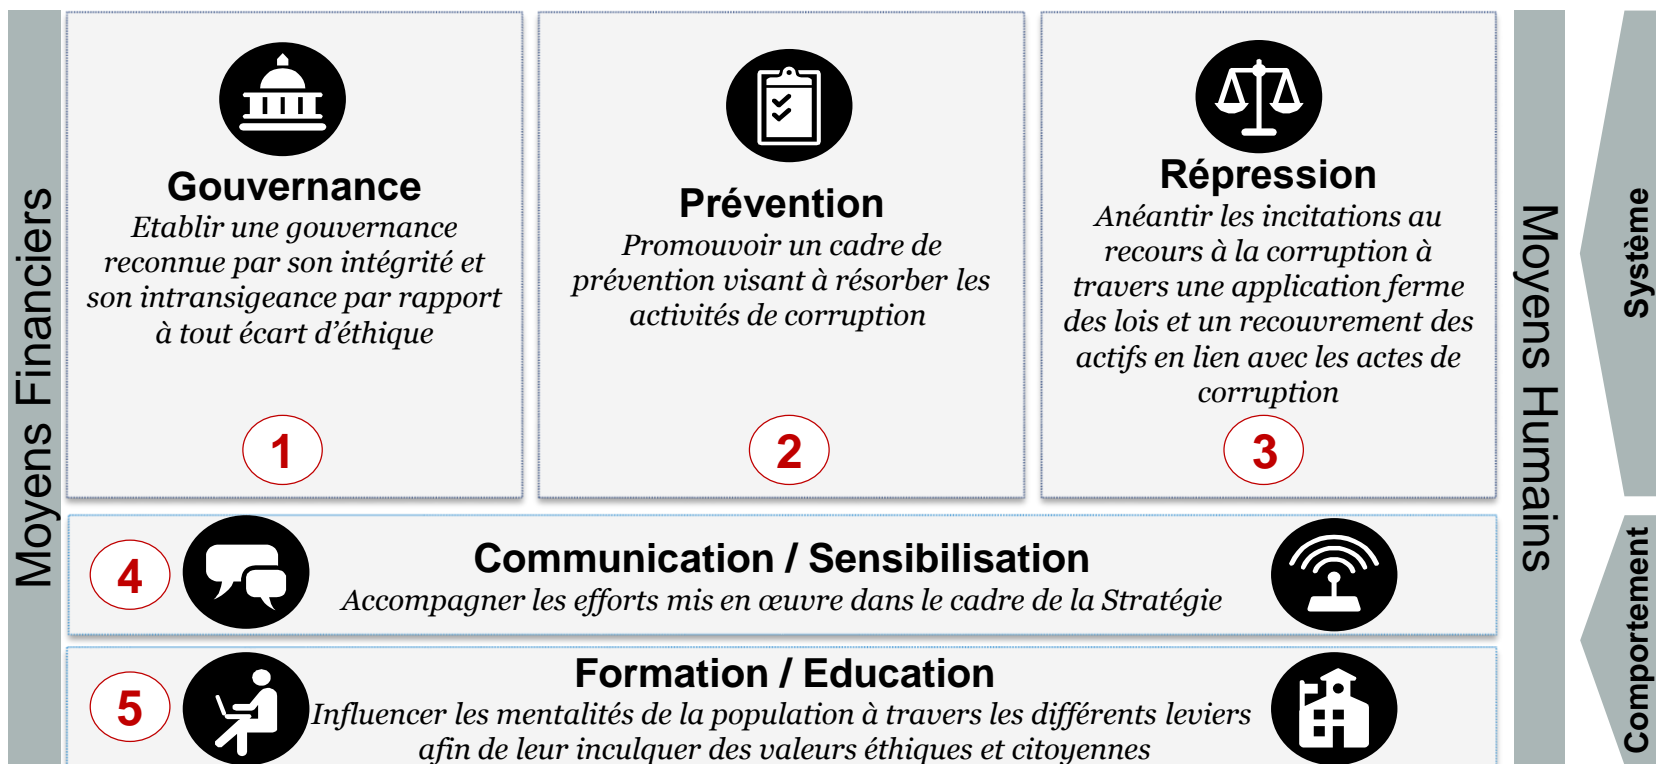 Moyens Financiers
Gouvernance
Etablir une gouvernance
reconnue par son intégrité et
son intransigeance par rapport
à tout écart d’éthique
1
Prévention
Promouvoir un cadre de
prévention visant à résorber les
activités de corruption
2
Répression
Anéantir les incitations au
recours à la corruption à
travers une application ferme
des lois et un recouvrement des
actifs en lien avec les actes de
corruption
3
Moyens Humains
Système
4
Communication / Sensibilisation
Accompagner les efforts mis en œuvre dans le cadre de la Stratégie
5
Formation / Education
Influencer les mentalités de la population à travers les différents leviers
afin de leur inculquer des valeurs éthiques et citoyennes
Comportement